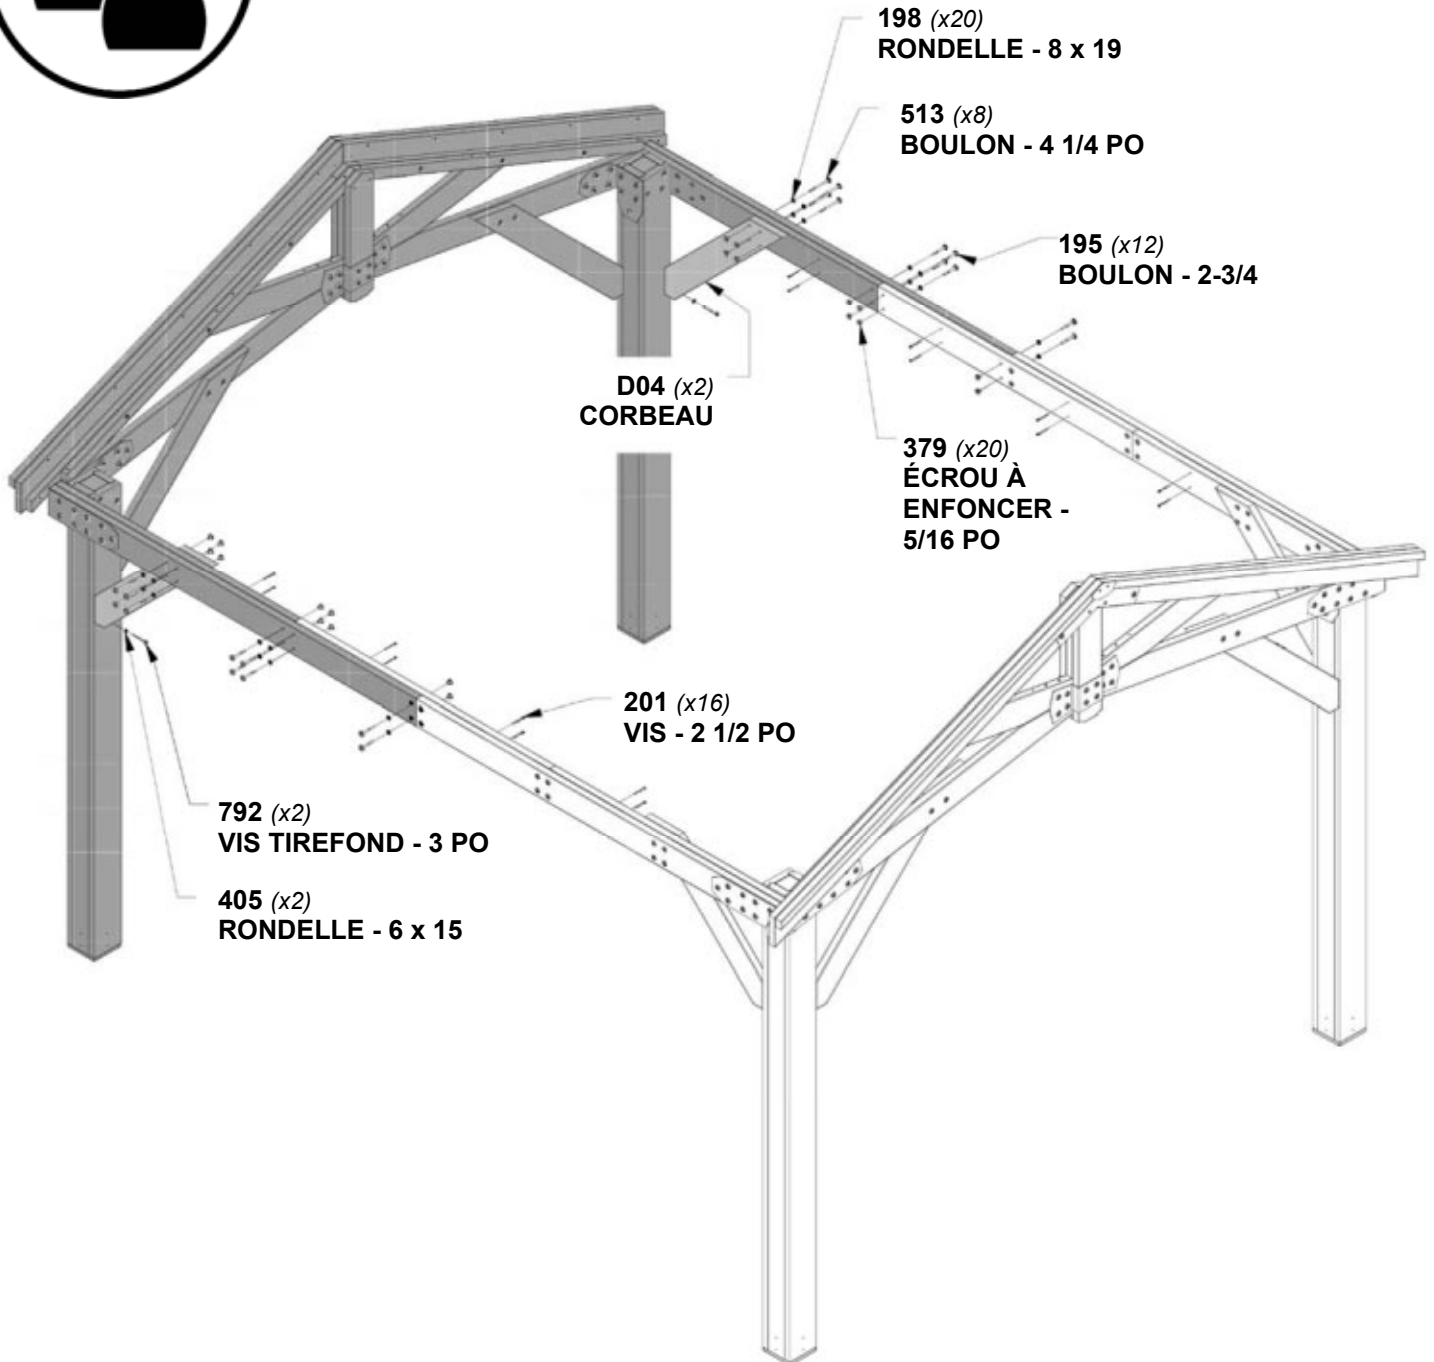 198 (x20)
RONDELLE - 8 x 19
513 (x8)
BOULON - 4 1/4 PO
195 (x12)
BOULON - 2-3/4
D04 (x2)
CORBEAU
379 (x20)
ÉCROU À
ENFONCER -
5/16 PO
201 (x16)
VIS - 2 1/2 PO
792 (x2)
VIS TIREFOND - 3 PO
405 (x2)
RONDELLE - 6 x 15